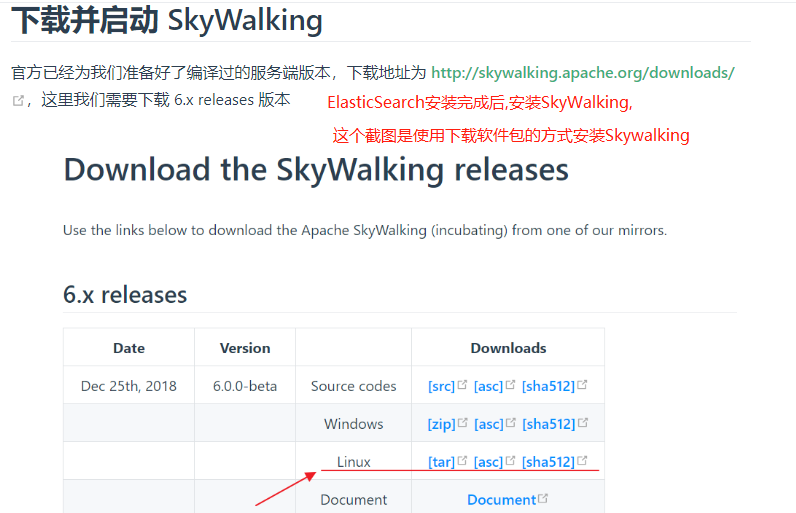 下载并启动 SkyWalking
官方已经为我们准备好了编译过的服务端版本，下载地址为 http://skywalking.apache.org/downloads/
，这里我们需要下载 6.x releases 版本
ElasticSearch安装完成后,安装SkyWalking,
这个截图是使用下载软件包的方式安装Skywalking
Download the SkyWalking releases
Use the links below to download the Apache SkyWalking (incubating) from one of our mirrors.
6.x releases
Date Version Downloads
Dec 25th, 2018 6.0.0-beta Source codes [src] [asc] [sha512]
Windows [zip] [asc] [sha512]
Linux [tar] [asc] [sha512]
Document Document